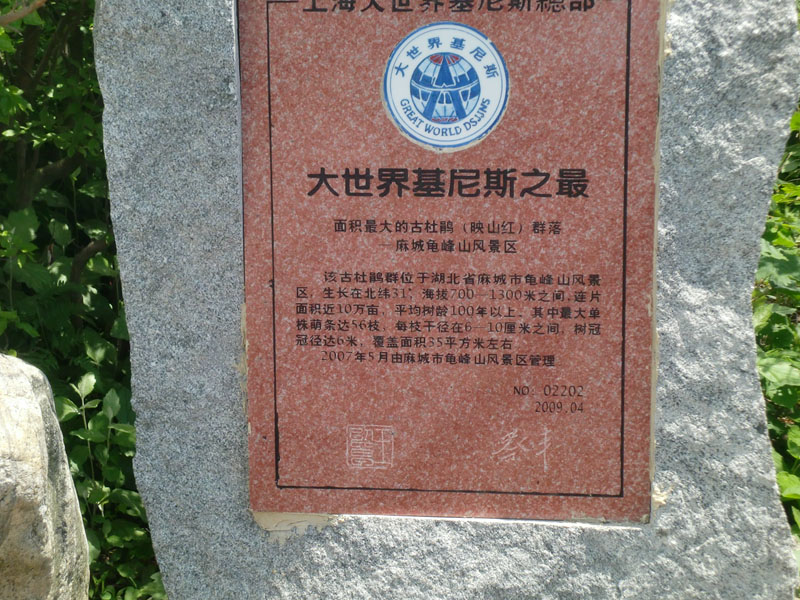 —上海大世界基尼斯總部—
大世界基尼斯
GREAT WORLD DSJJNS
大世界基尼斯之最
面积最大的古杜鹃（映山红）群落
—麻城龟峰山风景区
该古杜鹃群位于湖北省麻城市龟峰山风景
区，生长在北纬31°，海拔700—1300米之间，连片
面积近10万亩，平均树龄100年以上。其中最大单
株萌条达56枝，每枝干径在6—10厘米之间，树冠
冠径达6米，覆盖面积35平方米左右
2007年5月由麻城市龟峰山风景区管理
NO. 02202
2009.04